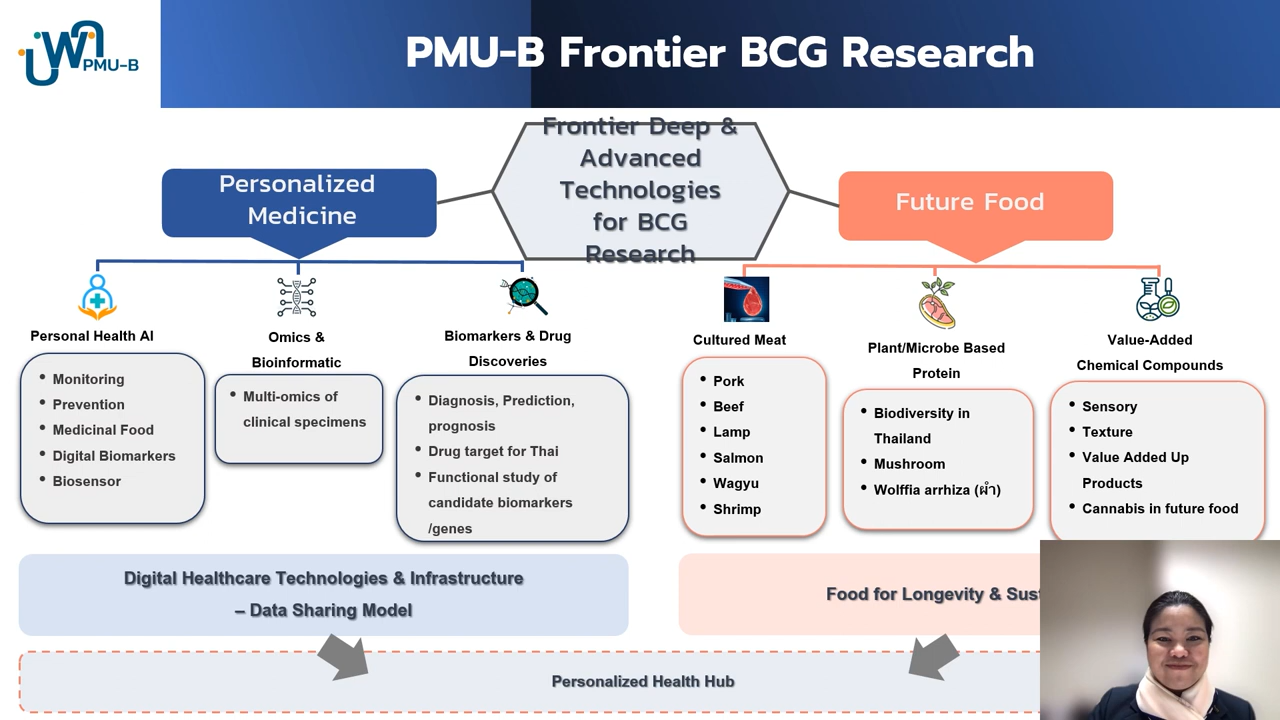 PMU-B
PMU-B Frontier BCG Research
Frontier Deep &
Advanced
Technologies
for BCG
Research
Personalized
Medicine
Future Food
Personal Health AI
• Monitoring
• Prevention
• Medicinal Food
• Digital Biomarkers
• Biosensor
Omics &
Bioinformatic
• Multi-omics of
clinical specimens
Biomarkers & Drug
Discoveries
• Diagnosis, Prediction,
prognosis
• Drug target for Thai
• Functional study of
candidate biomarkers
/genes
Cultured Meat
• Pork
• Beef
• Lamp
• Salmon
• Wagyu
• Shrimp
Plant/Microbe Based
Protein
• Biodiversity in
Thailand
• Mushroom
• Wolffia arrhiza (ผำ)
Value-Added
Chemical Compounds
• Sensory
• Texture
• Value Added Up
Products
• Cannabis in future food
Digital Healthcare Technologies & Infrastructure
– Data Sharing Model
Food for Longevity &
Personalized Health Hub